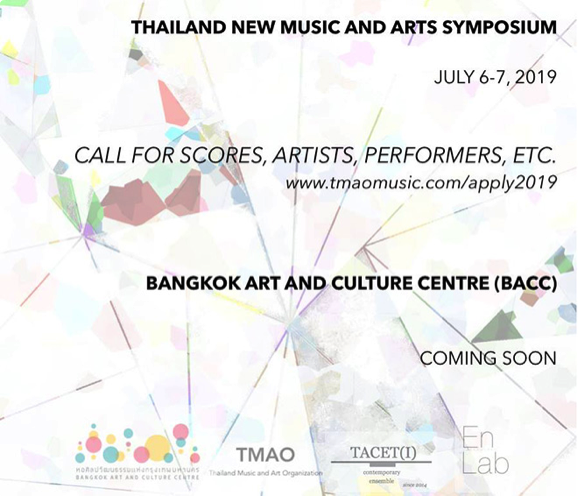 THAILAND NEW MUSIC AND ARTS SYMPOSIUM
JULY 6-7, 2019
CALL FOR SCORES, ARTISTS, PERFORMERS, ETC.
www.tmaomusic.com/apply2019
BANGKOK ART AND CULTURE CENTRE (BACC)
COMING SOON
หอศิลปวัฒนธรรมแห่งกรุงเทพมหานคร
BANGKOK ART AND CULTURE CENTRE
TMAO
Thailand Music and Art Organization
TACET(I)
contemporary
ensemble
since 2014
En
Lab